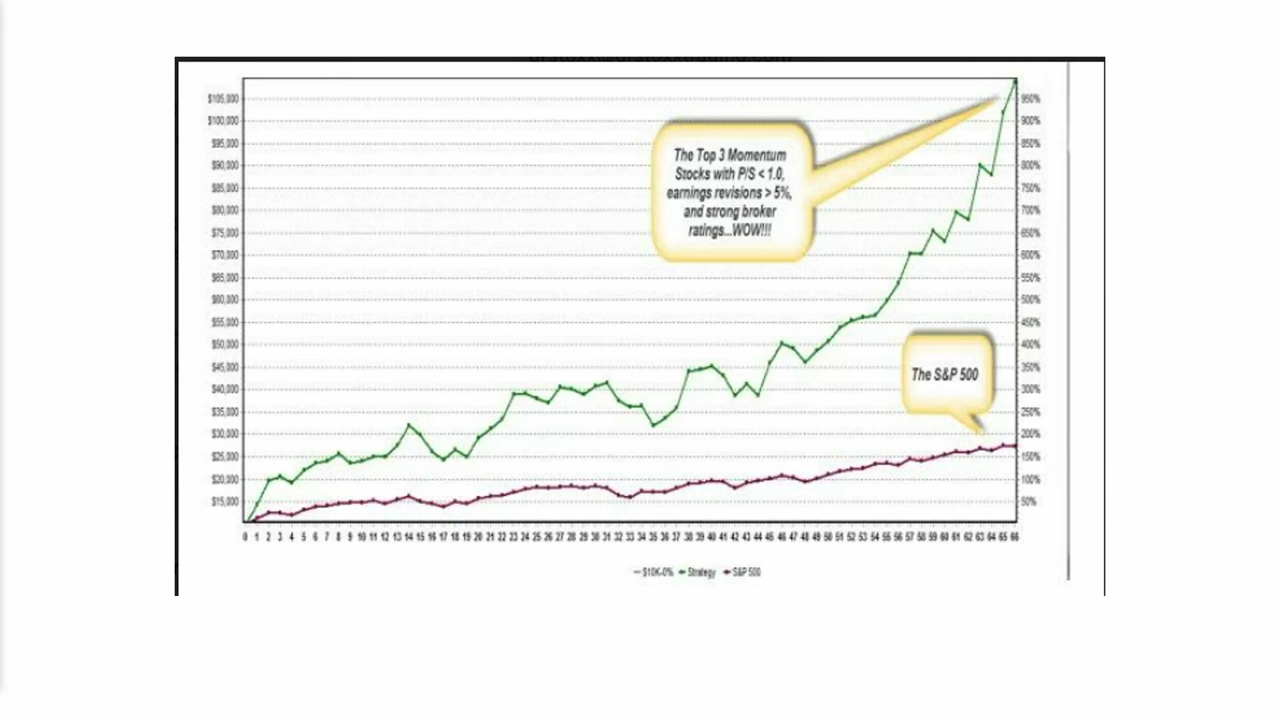 The Top 3 Momentum
Stocks with P/S < 1.0,
earnings revisions > 5%,
and strong broker
ratings...WOW!!!
The S&P 500
$105,000 950%
$100,000 900%
$95,000 850%
$90,000 800%
$85,000 750%
$80,000 700%
$75,000 650%
$70,000 600%
$65,000 550%
$60,000 500%
$55,000 450%
$50,000 400%
$45,000 350%
$40,000 300%
$35,000 250%
$30,000 200%
$25,000 150%
$20,000 100%
$15,000 50%
0 1 2 3 4 5 6 7 8 9 10 11 12 13 14 15 16 17 18 19 20 21 22 23 24 25 26 27 28 29 30 31 32 33 34 35 36 37 38 39 40 41 42 43 44 45 46 47 48 49 50 51 52 53 54 55 56 57 58 59 60 61 62 63 64 65 66
$10K-0% Strategy S&P 500